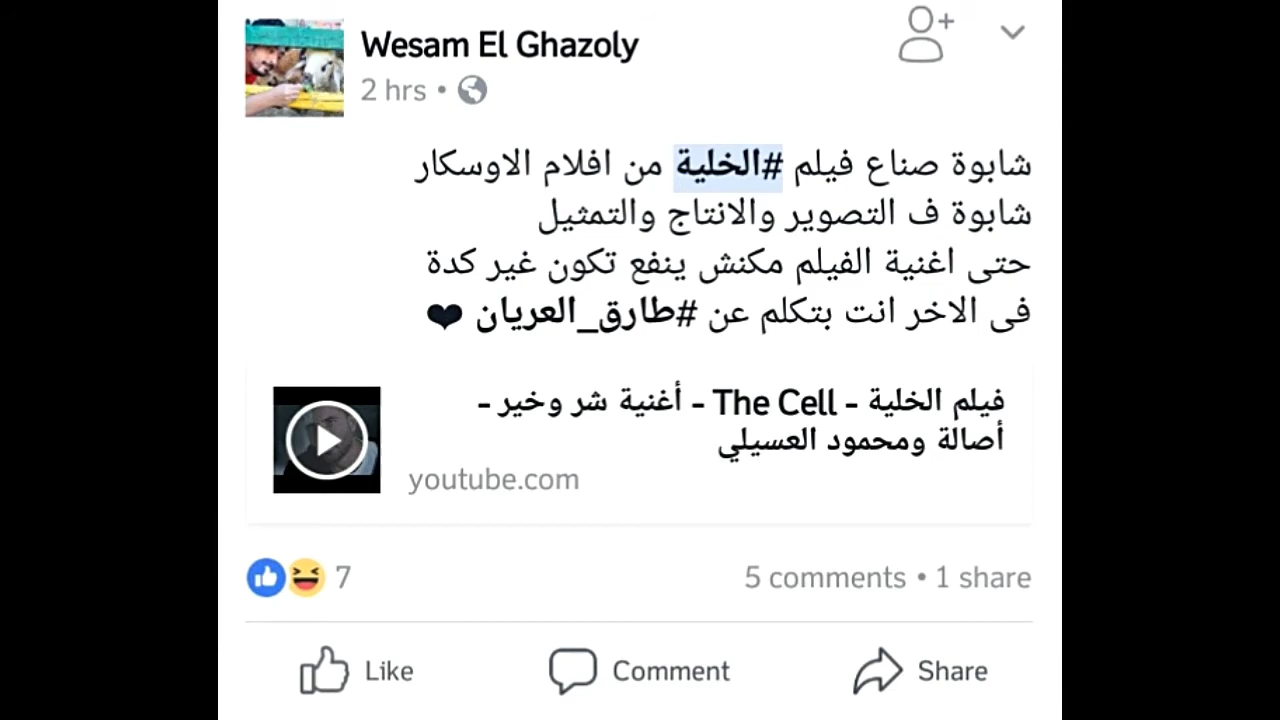 Wesam El Ghazoly
2 hrs •
شابوة صناع فيلم #الخلية من افلام الاوسكار
شابوة ف التصوير والانتاج والتمثيل
حتى اغنية الفيلم مكنش ينفع تكون غير كدة
فى الاخر انت بتكلم عن #طارق_العريان ❤
فيلم الخلية - The Cell - أغنية شر وخير -
أصالة ومحمود العسيلي
youtube.com
7
5 comments • 1 share
Like
Comment
Share